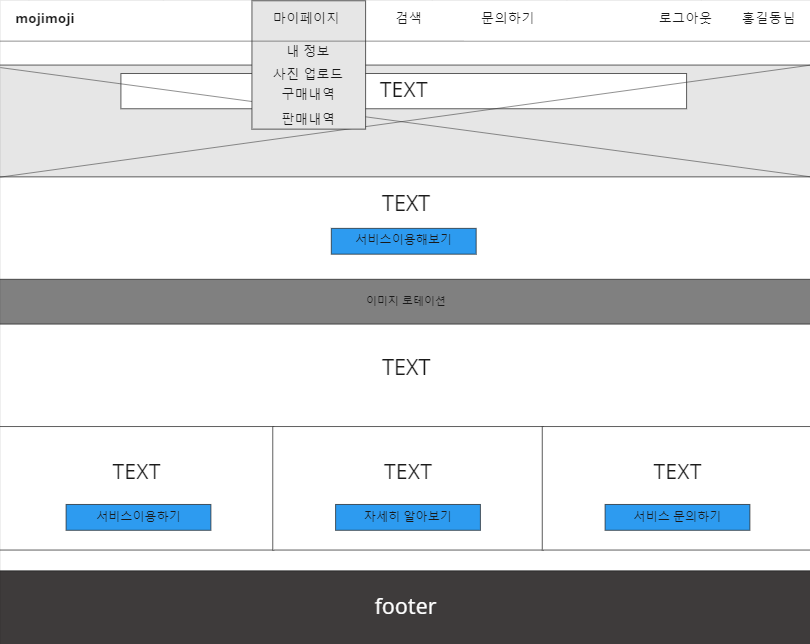 mojimoji
마이페이지
검색
문의하기
로그아웃
홍길동님
내 정보
사진 업로드
구매내역
판매내역
TEXT
TEXT
서비스이용해보기
이미지 로테이션
TEXT
TEXT
서비스이용하기
TEXT
자세히 알아보기
TEXT
서비스 문의하기
footer